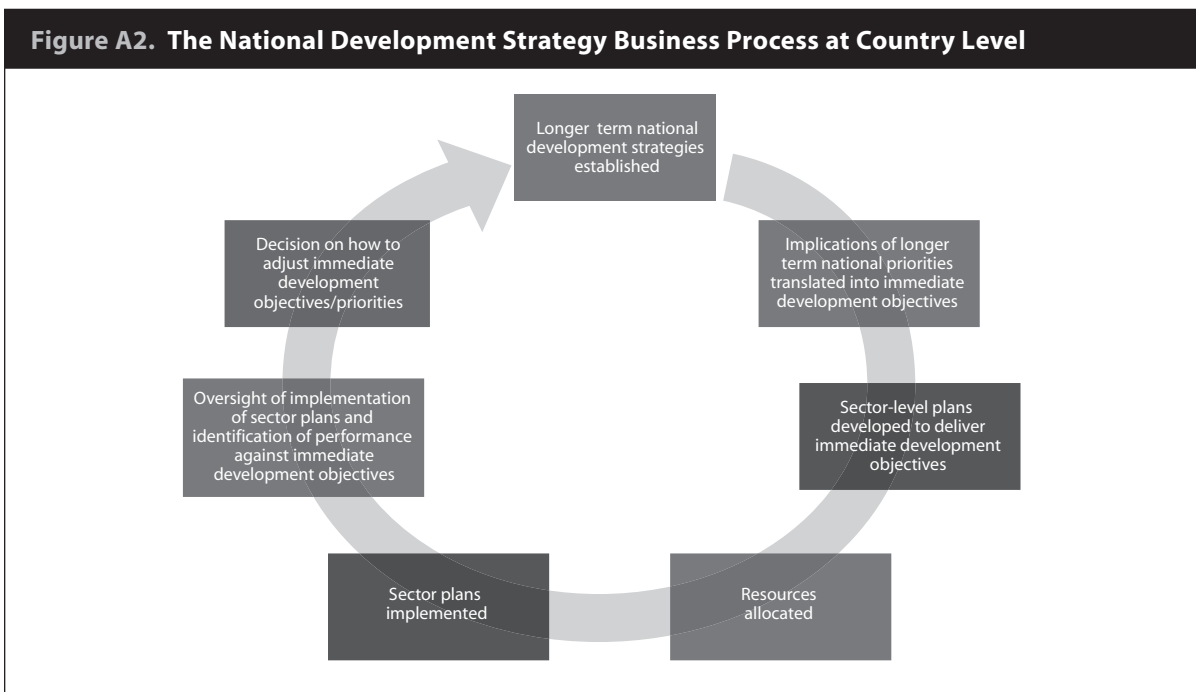 Figure A2. The National Development Strategy Business Process at Country Level
Longer term national
development strategies
established
Implications of longer
term national priorities
translated into immediate
development objectives
Sector-level plans
developed to deliver
immediate development
objectives
Resources
allocated
Sector plans
implemented
Oversight of implementation
of sector plans and
identification of performance
against immediate
development objectives
Decision on how to
adjust immediate
development
objectives/priorities